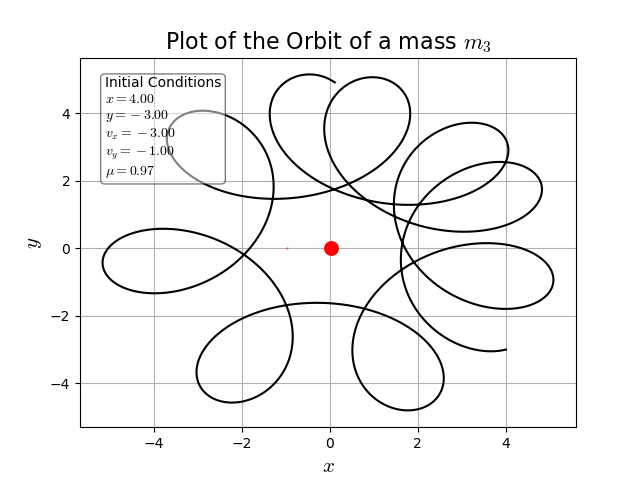 Plot of the Orbit of a mass m₃
Initial Conditions
x = 4.00
y = −3.00
vₓ = −3.00
v_y = −1.00
μ = 0.97
4
2
0
−2
−4
y
−4
−2
0
2
4
x